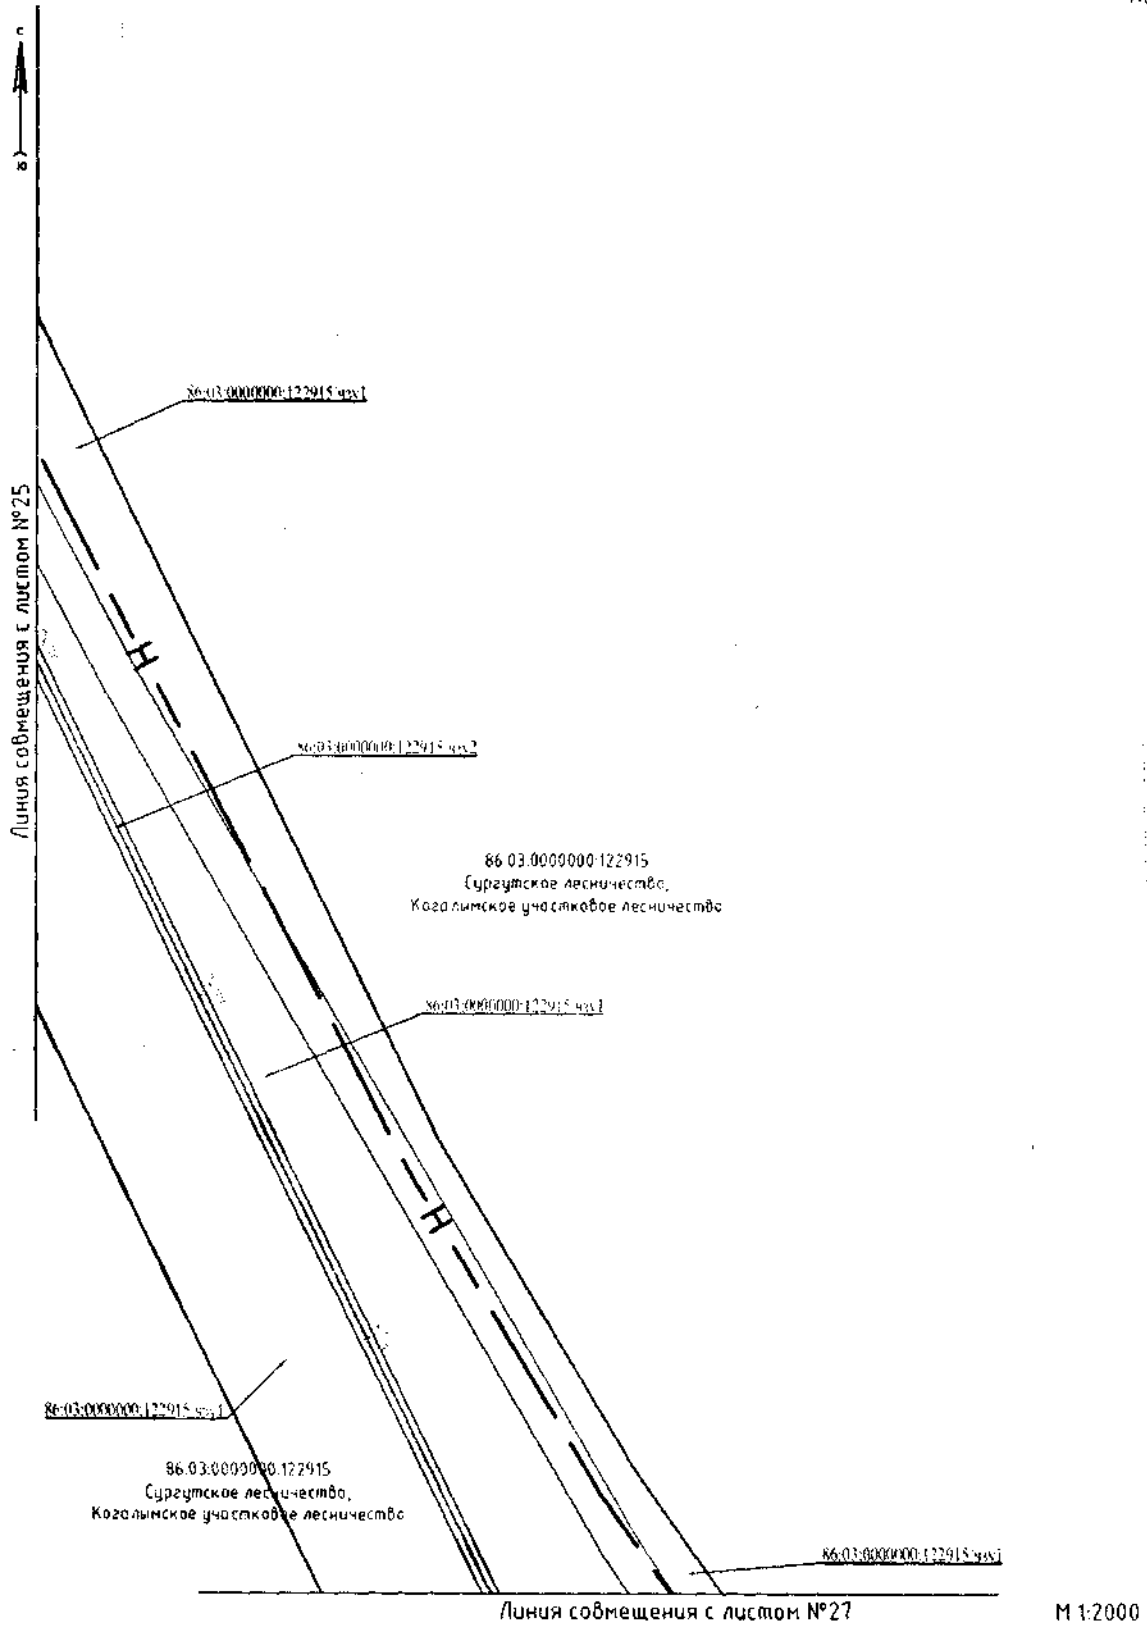 с
ю
86:03:0000000:122915/чзу1
Линия совмещения с листом №25
Н
86:03:0000000:122915/чзу2
86:03:0000000:122915
Сургутское лесничество,
Когалымское участковое лесничество
86:03:0000000:122915/чзу1
Н
86:03:0000000:122915/чзу1
86:03:0000000:122915
Сургутское лесничество,
Когалымское участковое лесничество
86:03:0000000:122915/чзу1
Линия совмещения с листом №27
М 1:2000